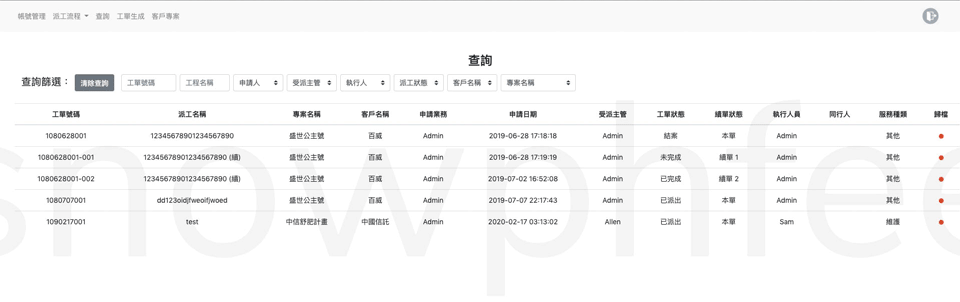 帳號管理 派工流程 查詢 工單生成 客戶專案
查詢
查詢篩選： 清除查詢 工單號碼 工程名稱 申請人 受派主管 執行人 派工狀態 客戶名稱 專案名稱
工單號碼 派工名稱 專案名稱 客戶名稱 申請業務 申請日期 受派主管 工單狀態 續單狀態 執行人員 同行人 服務種類 歸檔
1080628001 12345678901234567890 盛世公主號 百威 Admin 2019-06-28 17:18:18 Admin 結案 本單 Admin 其他
1080628001-001 12345678901234567890 (續) 盛世公主號 百威 Admin 2019-06-28 17:19:19 Admin 未完成 續單 1 Admin 其他
1080628001-002 12345678901234567890 (續) 盛世公主號 百威 Admin 2019-07-02 16:52:08 Admin 已完成 續單 2 Admin 其他
1080707001 dd123oidjfweoifjwoed 盛世公主號 百威 Admin 2019-07-07 22:17:43 Admin 已派出 本單 Admin 其他
1090217001 test 中信舒肥計畫 中國信託 Admin 2020-02-17 03:13:02 Allen 已派出 本單 Sam 維護
snowphfee